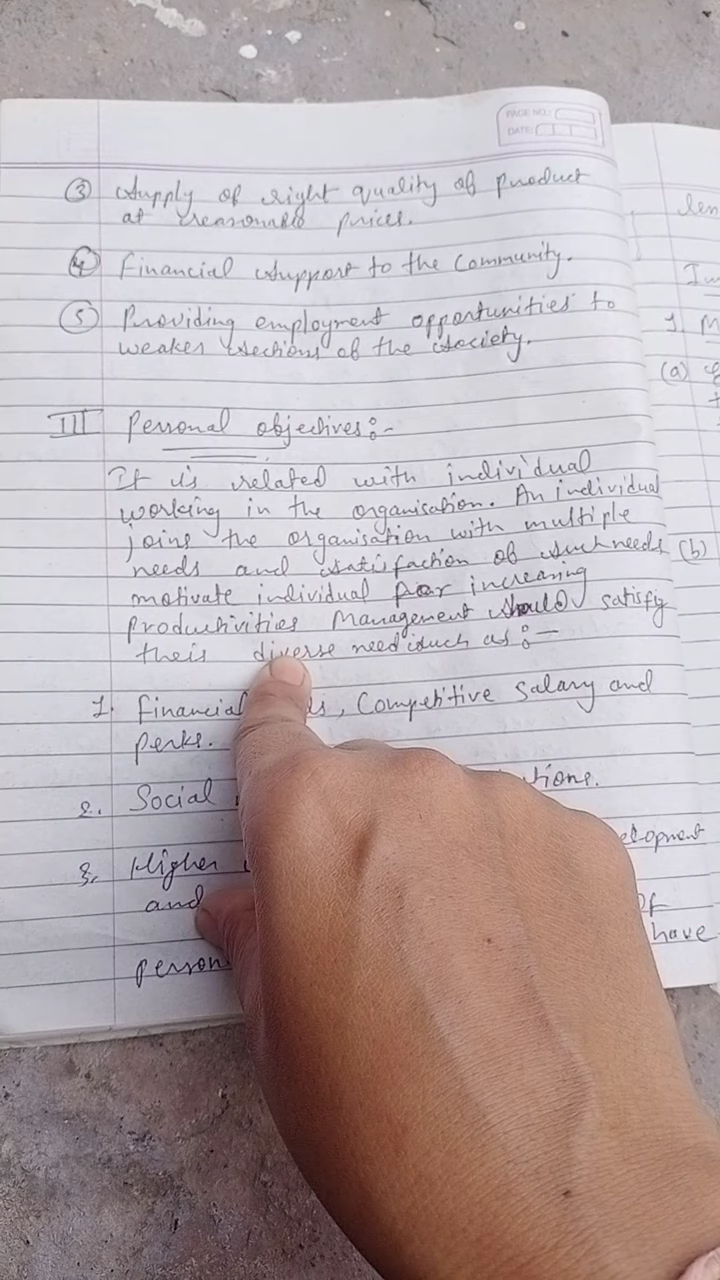 PAGE NO.:
DATE:
③ Supply of right quality of product
at reasonable prices.
④ Financial support to the community.
⑤ Providing employment opportunities to
weaker sections of the society.
III Personal objectives:-
It is related with individual
working in the organisation. An individual
joins the organisation with multiple
needs and satisfaction of such needs
motivate individual for increasing
productivities Management should satisfy
their diverse need such as:-
1. Financial, Competitive salary and
perks.
2. Social
3. Higher
and
have
(a)
(b)